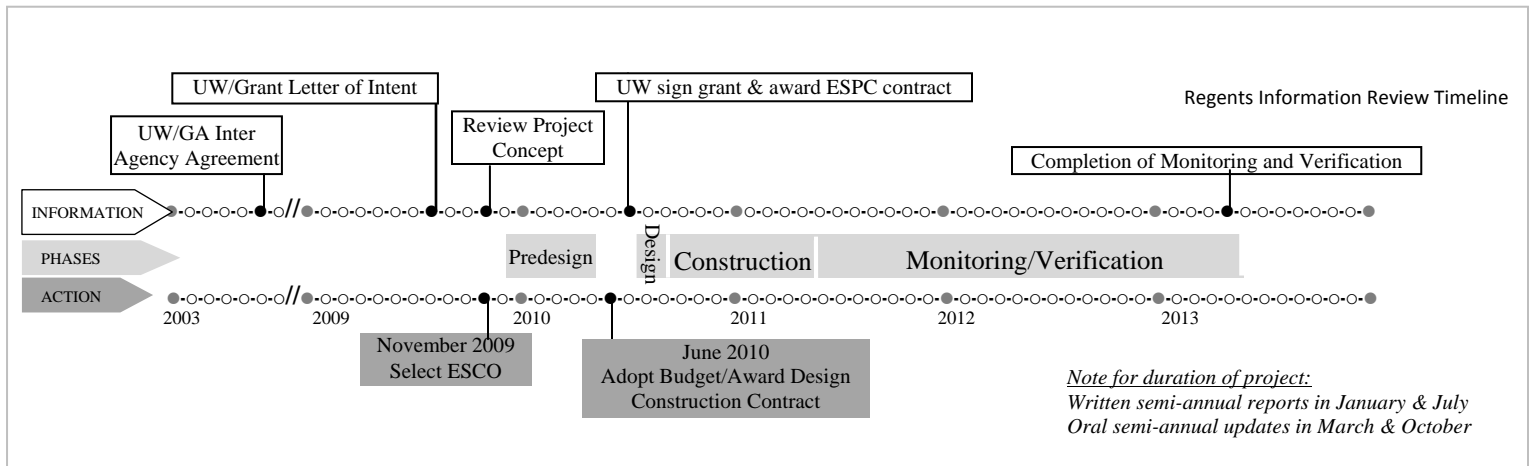 Regents Information Review Timeline
UW/Grant Letter of Intent
UW sign grant & award ESPC contract
UW/GA Inter
Agency Agreement
Review Project
Concept
Completion of Monitoring and Verification
INFORMATION
PHASES
Predesign
Design
Construction
Monitoring/Verification
ACTION
2003
2009
2010
2011
2012
2013
November 2009
Select ESCO
June 2010
Adopt Budget/Award Design
Construction Contract
Note for duration of project:
Written semi-annual reports in January & July
Oral semi-annual updates in March & October